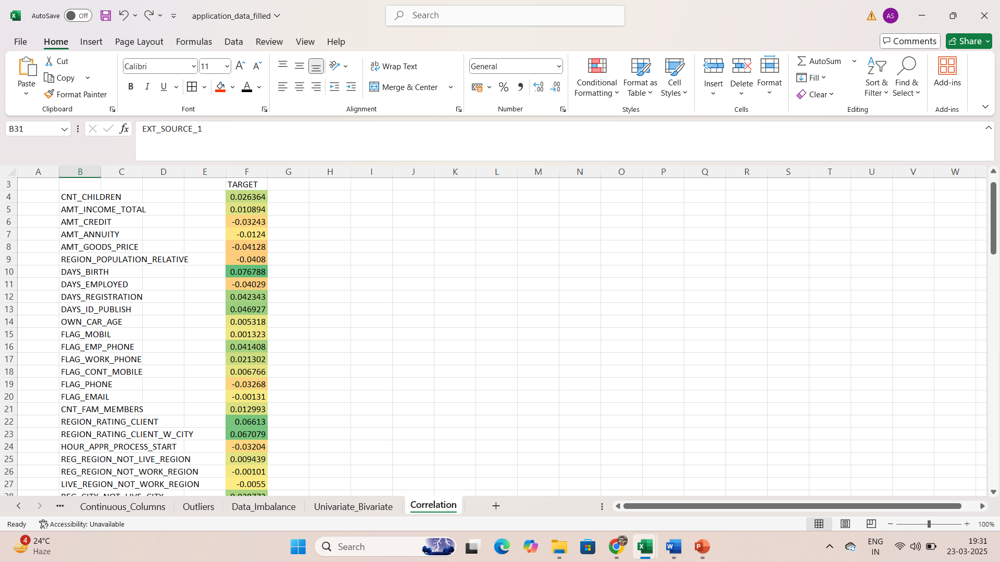 AutoSave Off application_data_filled Search AS
File Home Insert Page Layout Formulas Data Review View Help Comments Share
Paste Cut Copy Format Painter Clipboard
Calibri 11 B I U A Font
Wrap Text Merge & Center Alignment
General % Number
Conditional Formatting Format as Table Cell Styles Styles
Insert Delete Format Cells
AutoSum Fill Clear Sort & Filter Find & Select Editing
Add-ins Add-ins
B31 fx EXT_SOURCE_1
A B C D E F G H I J K L M N O P Q R S T U V W
3 TARGET
4 CNT_CHILDREN 0.026364
5 AMT_INCOME_TOTAL 0.010894
6 AMT_CREDIT -0.03243
7 AMT_ANNUITY -0.0124
8 AMT_GOODS_PRICE -0.04128
9 REGION_POPULATION_RELATIVE -0.0408
10 DAYS_BIRTH 0.076788
11 DAYS_EMPLOYED -0.04029
12 DAYS_REGISTRATION 0.042343
13 DAYS_ID_PUBLISH 0.046927
14 OWN_CAR_AGE 0.005318
15 FLAG_MOBIL 0.001323
16 FLAG_EMP_PHONE 0.041408
17 FLAG_WORK_PHONE 0.021302
18 FLAG_CONT_MOBILE 0.006766
19 FLAG_PHONE -0.03268
20 FLAG_EMAIL -0.00131
21 CNT_FAM_MEMBERS 0.012993
22 REGION_RATING_CLIENT 0.06613
23 REGION_RATING_CLIENT_W_CITY 0.067079
24 HOUR_APPR_PROCESS_START -0.03204
25 REG_REGION_NOT_LIVE_REGION 0.009439
26 REG_REGION_NOT_WORK_REGION -0.00101
27 LIVE_REGION_NOT_WORK_REGION -0.0055
Continuous_Columns Outliers Data_Imbalance Univariate_Bivariate Correlation
Ready Accessibility: Unavailable 100%
4 24°C Haze Search ENG IN 19:31 23-03-2025